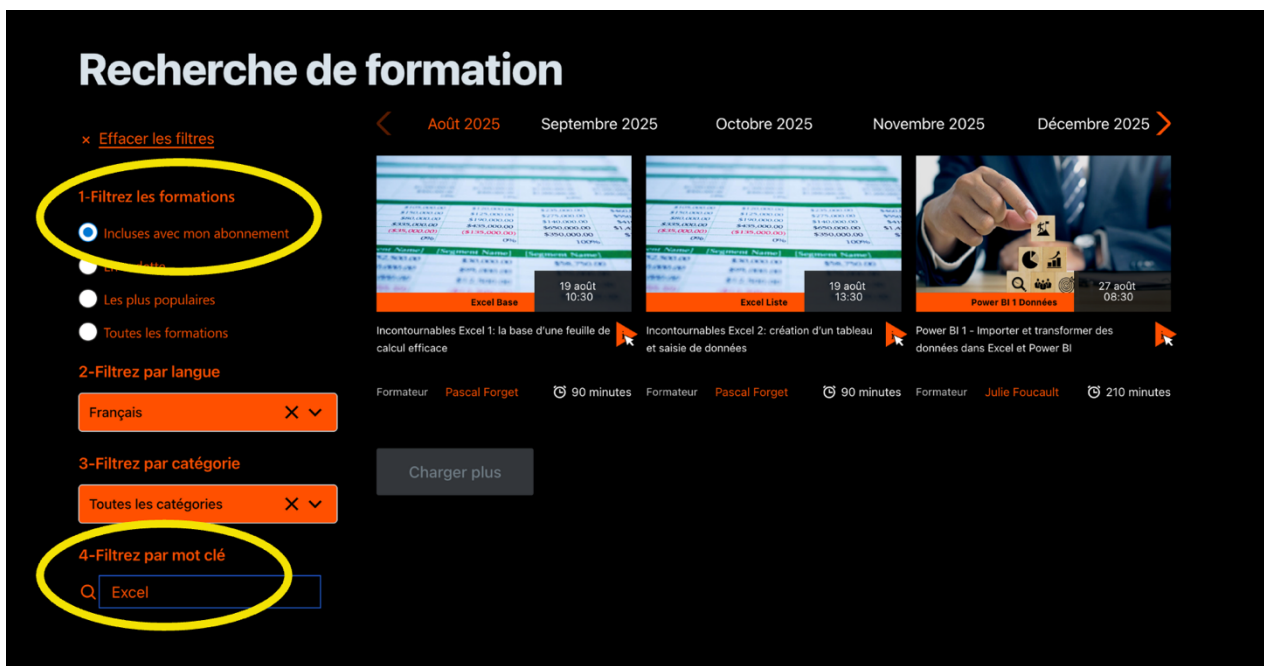 Recherche de formation
× Effacer les filtres
1-Filtrez les formations
Incluses avec mon abonnement
En vedette
Les plus populaires
Toutes les formations
2-Filtrez par langue
Français
3-Filtrez par catégorie
Toutes les catégories
4-Filtrez par mot clé
Excel
Août 2025 Septembre 2025 Octobre 2025 Novembre 2025 Décembre 2025
Excel Base
19 août
10:30
Incontournables Excel 1: la base d'une feuille de
calcul efficace
Formateur Pascal Forget 90 minutes
Excel Liste
19 août
13:30
Incontournables Excel 2: création d'un tableau
et saisie de données
Formateur Pascal Forget 90 minutes
Power BI 1 Données
27 août
08:30
Power BI 1 - Importer et transformer des
données dans Excel et Power BI
Formateur Julie Foucault 210 minutes
Charger plus